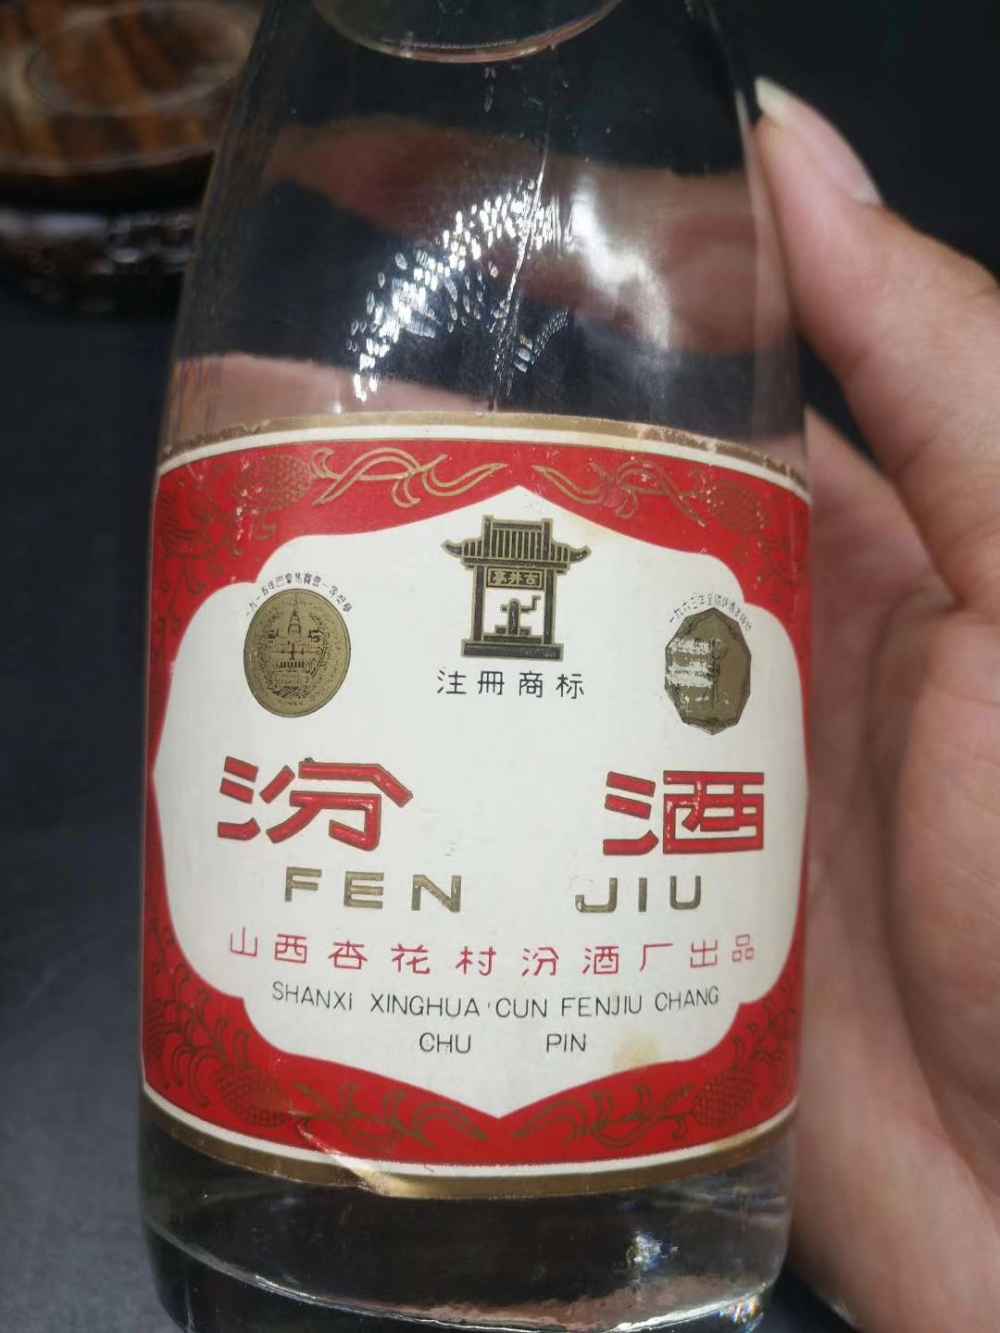 古井亭
注冊商标
汾酒
FEN JIU
山西杏花村汾酒厂出品
SHANXi XINGHUA CUN FENJIU CHANG
CHU PIN